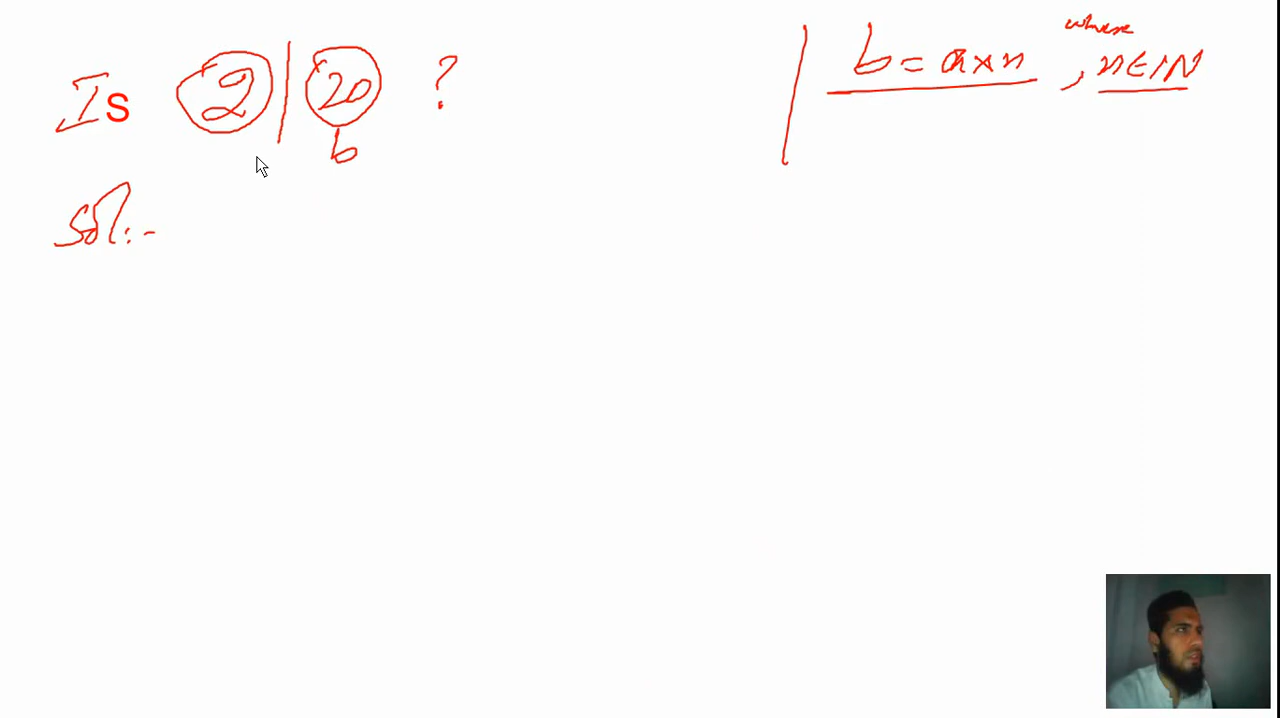 Is 2 | 20 ?
b
Sol:-
where
b = a×n , n∈ℕ